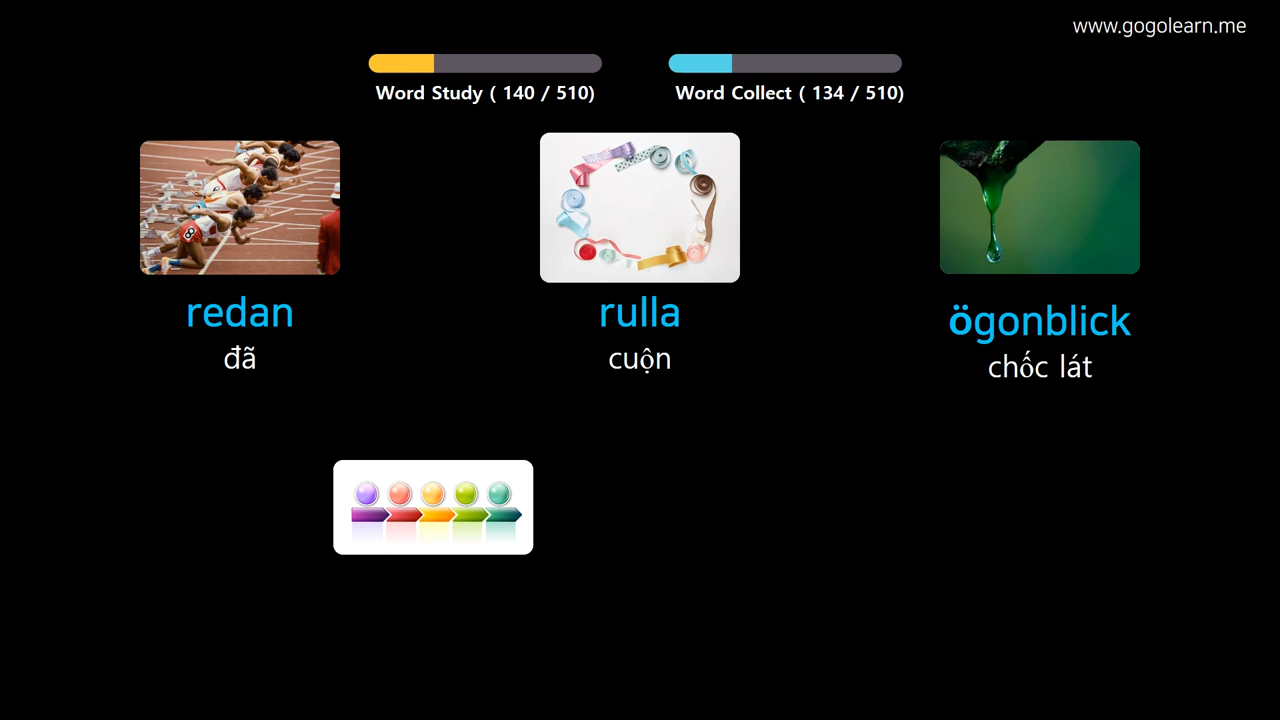 www.gogolearn.me
Word Study ( 140 / 510)
Word Collect ( 134 / 510)
redan
đã
rulla
cuộn
ögonblick
chốc lát